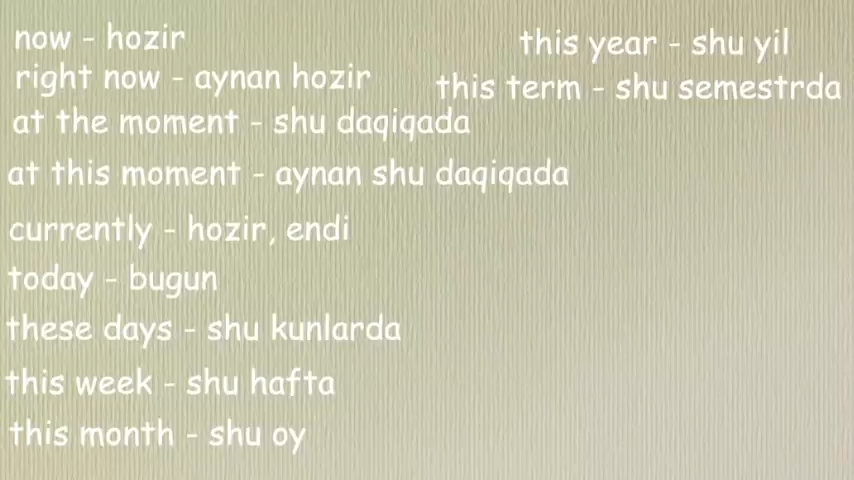 now - hozir
right now - aynan hozir
at the moment - shu daqiqada
at this moment - aynan shu daqiqada
currently - hozir, endi
today - bugun
these days - shu kunlarda
this week - shu hafta
this month - shu oy
this year - shu yil
this term - shu semestrda